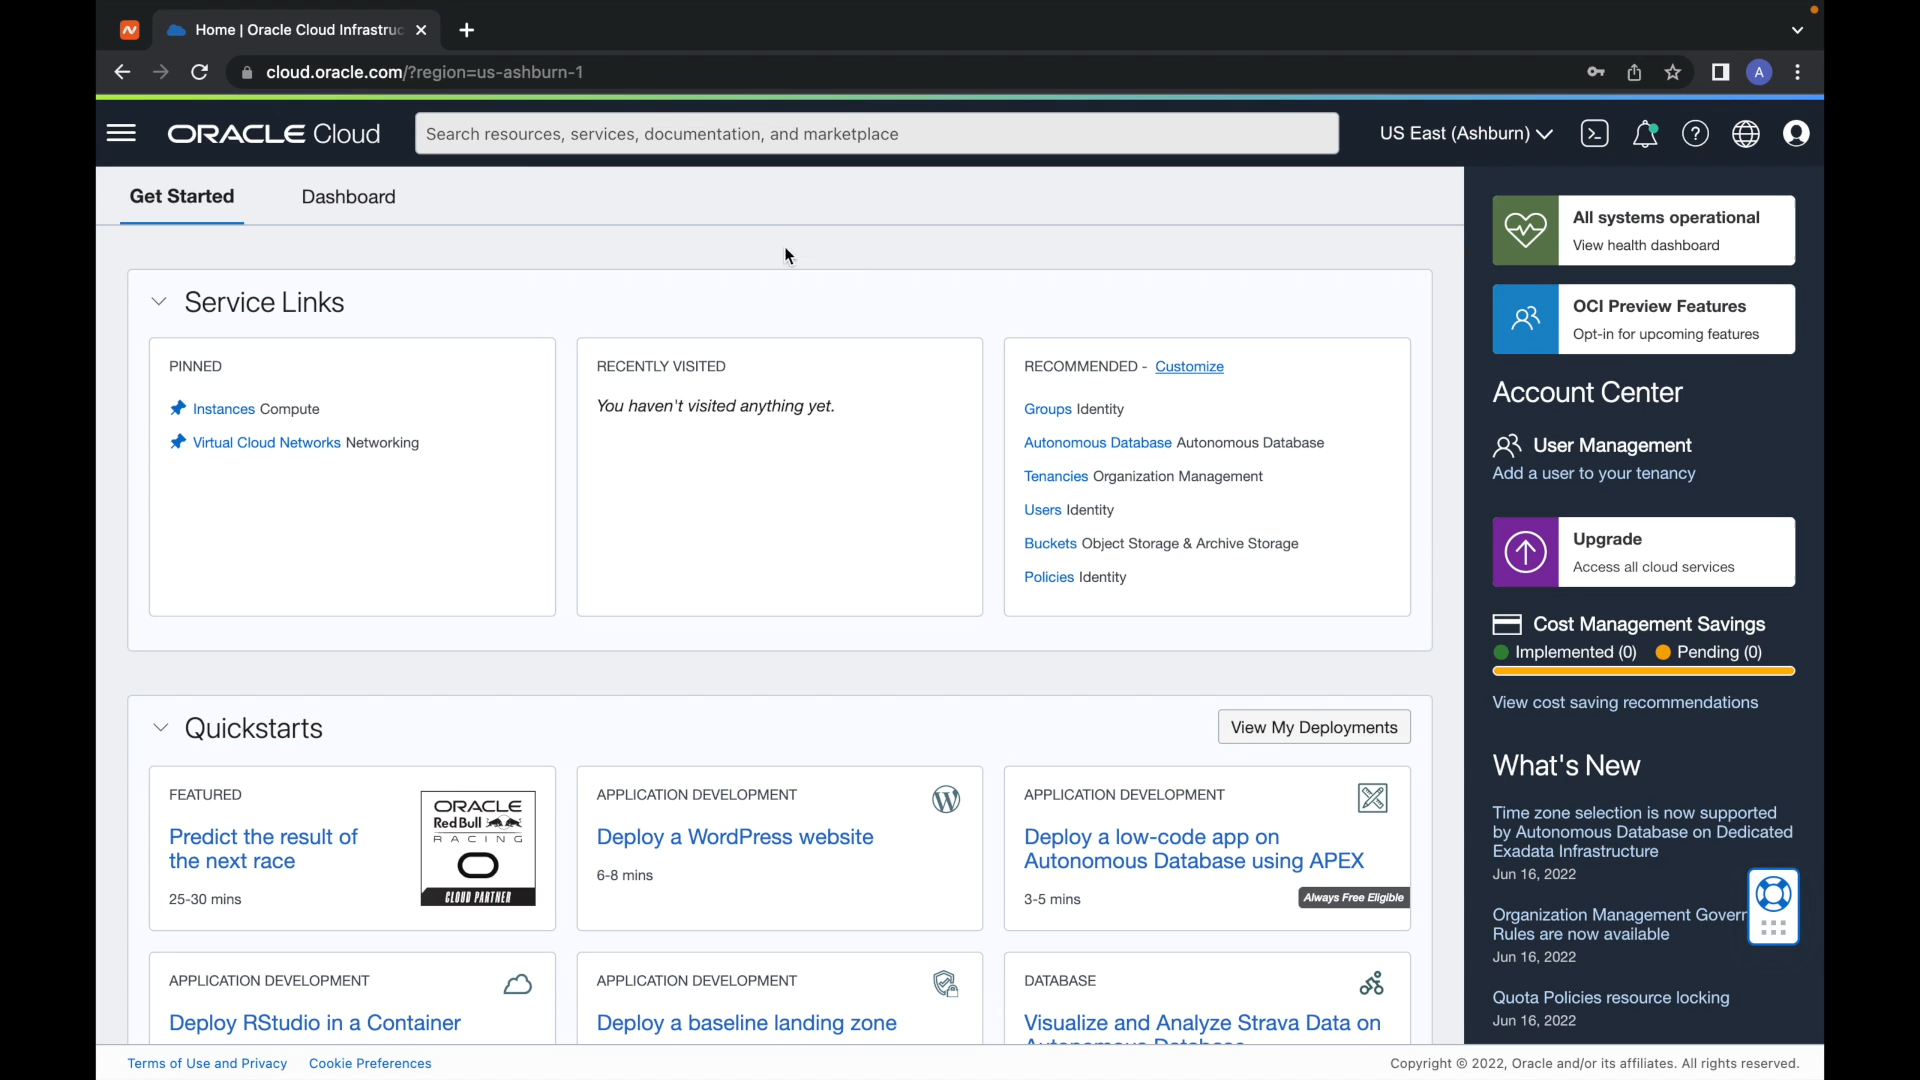 Home | Oracle Cloud Infrastruc
cloud.oracle.com/?region=us-ashburn-1
A
ORACLE Cloud
Search resources, services, documentation, and marketplace
US East (Ashburn)
Get Started
Dashboard
Service Links
PINNED
Instances Compute
Virtual Cloud Networks Networking
RECENTLY VISITED
You haven't visited anything yet.
RECOMMENDED - Customize
Groups Identity
Autonomous Database Autonomous Database
Tenancies Organization Management
Users Identity
Buckets Object Storage & Archive Storage
Policies Identity
Quickstarts
View My Deployments
FEATURED
Predict the result of
the next race
25-30 mins
ORACLE
Red Bull
RACING
CLOUD PARTNER
APPLICATION DEVELOPMENT
Deploy a WordPress website
6-8 mins
APPLICATION DEVELOPMENT
Deploy a low-code app on
Autonomous Database using APEX
3-5 mins
Always Free Eligible
APPLICATION DEVELOPMENT
Deploy RStudio in a Container
APPLICATION DEVELOPMENT
Deploy a baseline landing zone
DATABASE
Visualize and Analyze Strava Data on
Autonomous Database
All systems operational
View health dashboard
OCI Preview Features
Opt-in for upcoming features
Account Center
User Management
Add a user to your tenancy
Upgrade
Access all cloud services
Cost Management Savings
Implemented (0) Pending (0)
View cost saving recommendations
What's New
Time zone selection is now supported
by Autonomous Database on Dedicated
Exadata Infrastructure
Jun 16, 2022
Organization Management Govern
Rules are now available
Jun 16, 2022
Quota Policies resource locking
Jun 16, 2022
Terms of Use and Privacy
Cookie Preferences
Copyright © 2022, Oracle and/or its affiliates. All rights reserved.